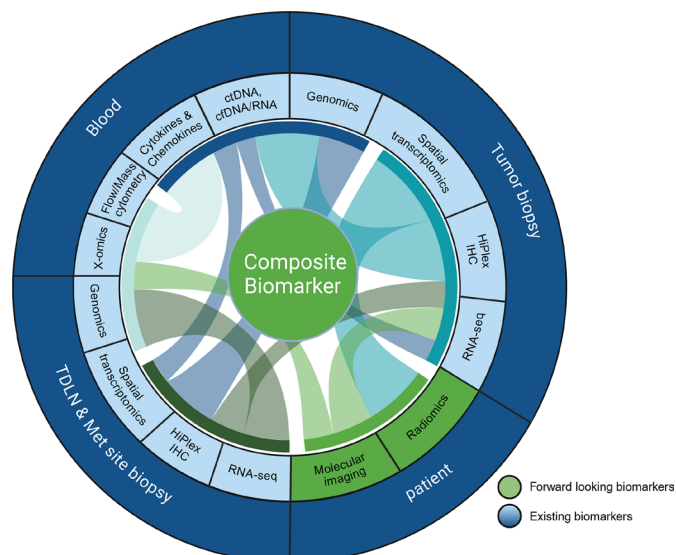 Blood
Tumor biopsy
TDLN & Met site biopsy
patient
ctDNA,
cfDNA/RNA
Genomics
Spatial
transcriptomics
HiPlex
IHC
RNA-seq
Radiomics
Molecular
imaging
RNA-seq
HiPlex
IHC
Spatial
transcriptomics
Genomics
X-omics
Flow/Mass
cytometry
Cytokines &
Chemokines
Composite
Biomarker
Forward looking biomarkers
Existing biomarkers